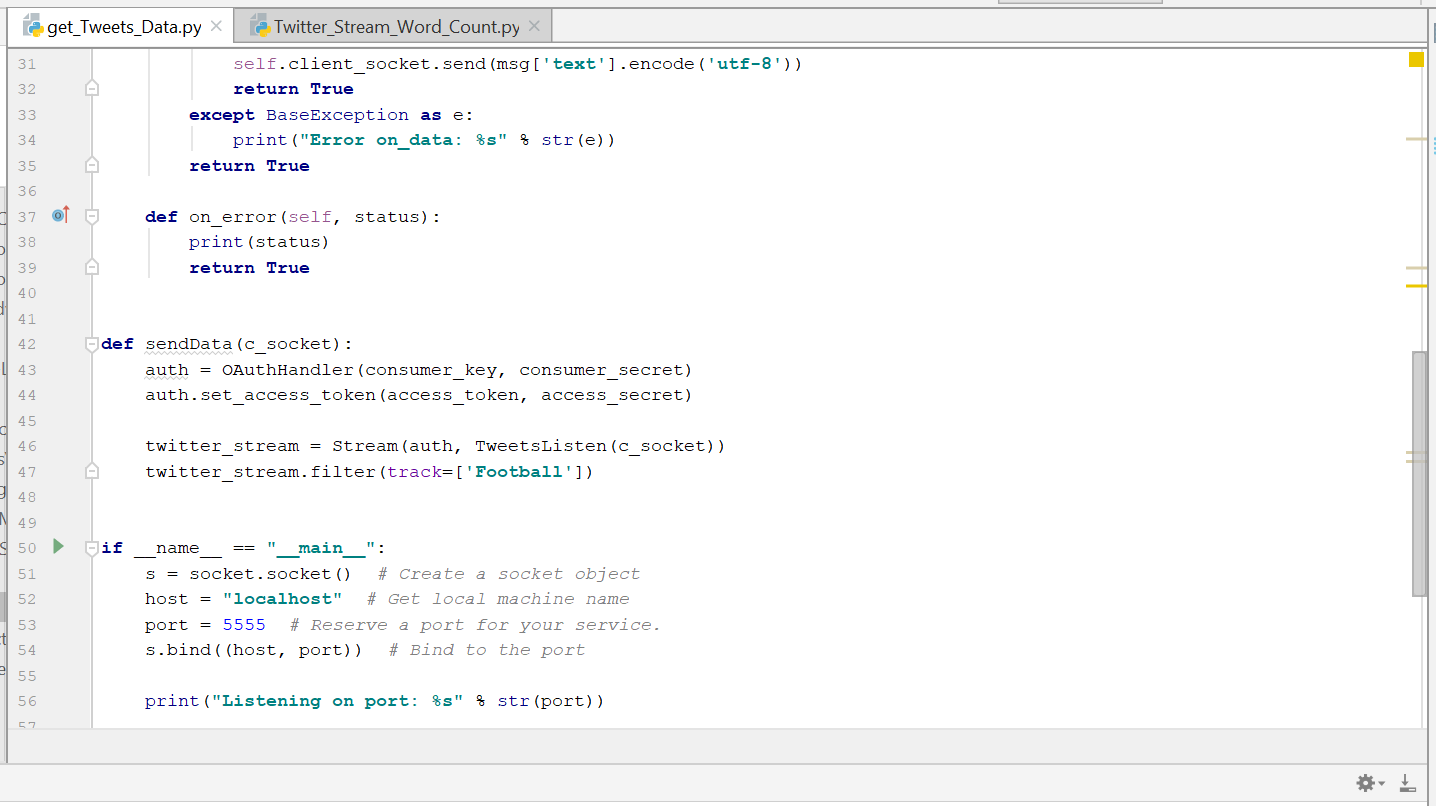 get_Tweets_Data.py
Twitter_Stream_Word_Count.py
31 self.client_socket.send(msg['text'].encode('utf-8'))
32 return True
33 except BaseException as e:
34 print("Error on_data: %s" % str(e))
35 return True
36
37 def on_error(self, status):
38 print(status)
39 return True
40
41
42 def sendData(c_socket):
43 auth = OAuthHandler(consumer_key, consumer_secret)
44 auth.set_access_token(access_token, access_secret)
45
46 twitter_stream = Stream(auth, TweetsListen(c_socket))
47 twitter_stream.filter(track=['Football'])
48
49
50 if __name__ == "__main__":
51 s = socket.socket()  # Create a socket object
52 host = "localhost"  # Get local machine name
53 port = 5555  # Reserve a port for your service.
54 s.bind((host, port))  # Bind to the port
55
56 print("Listening on port: %s" % str(port))
57